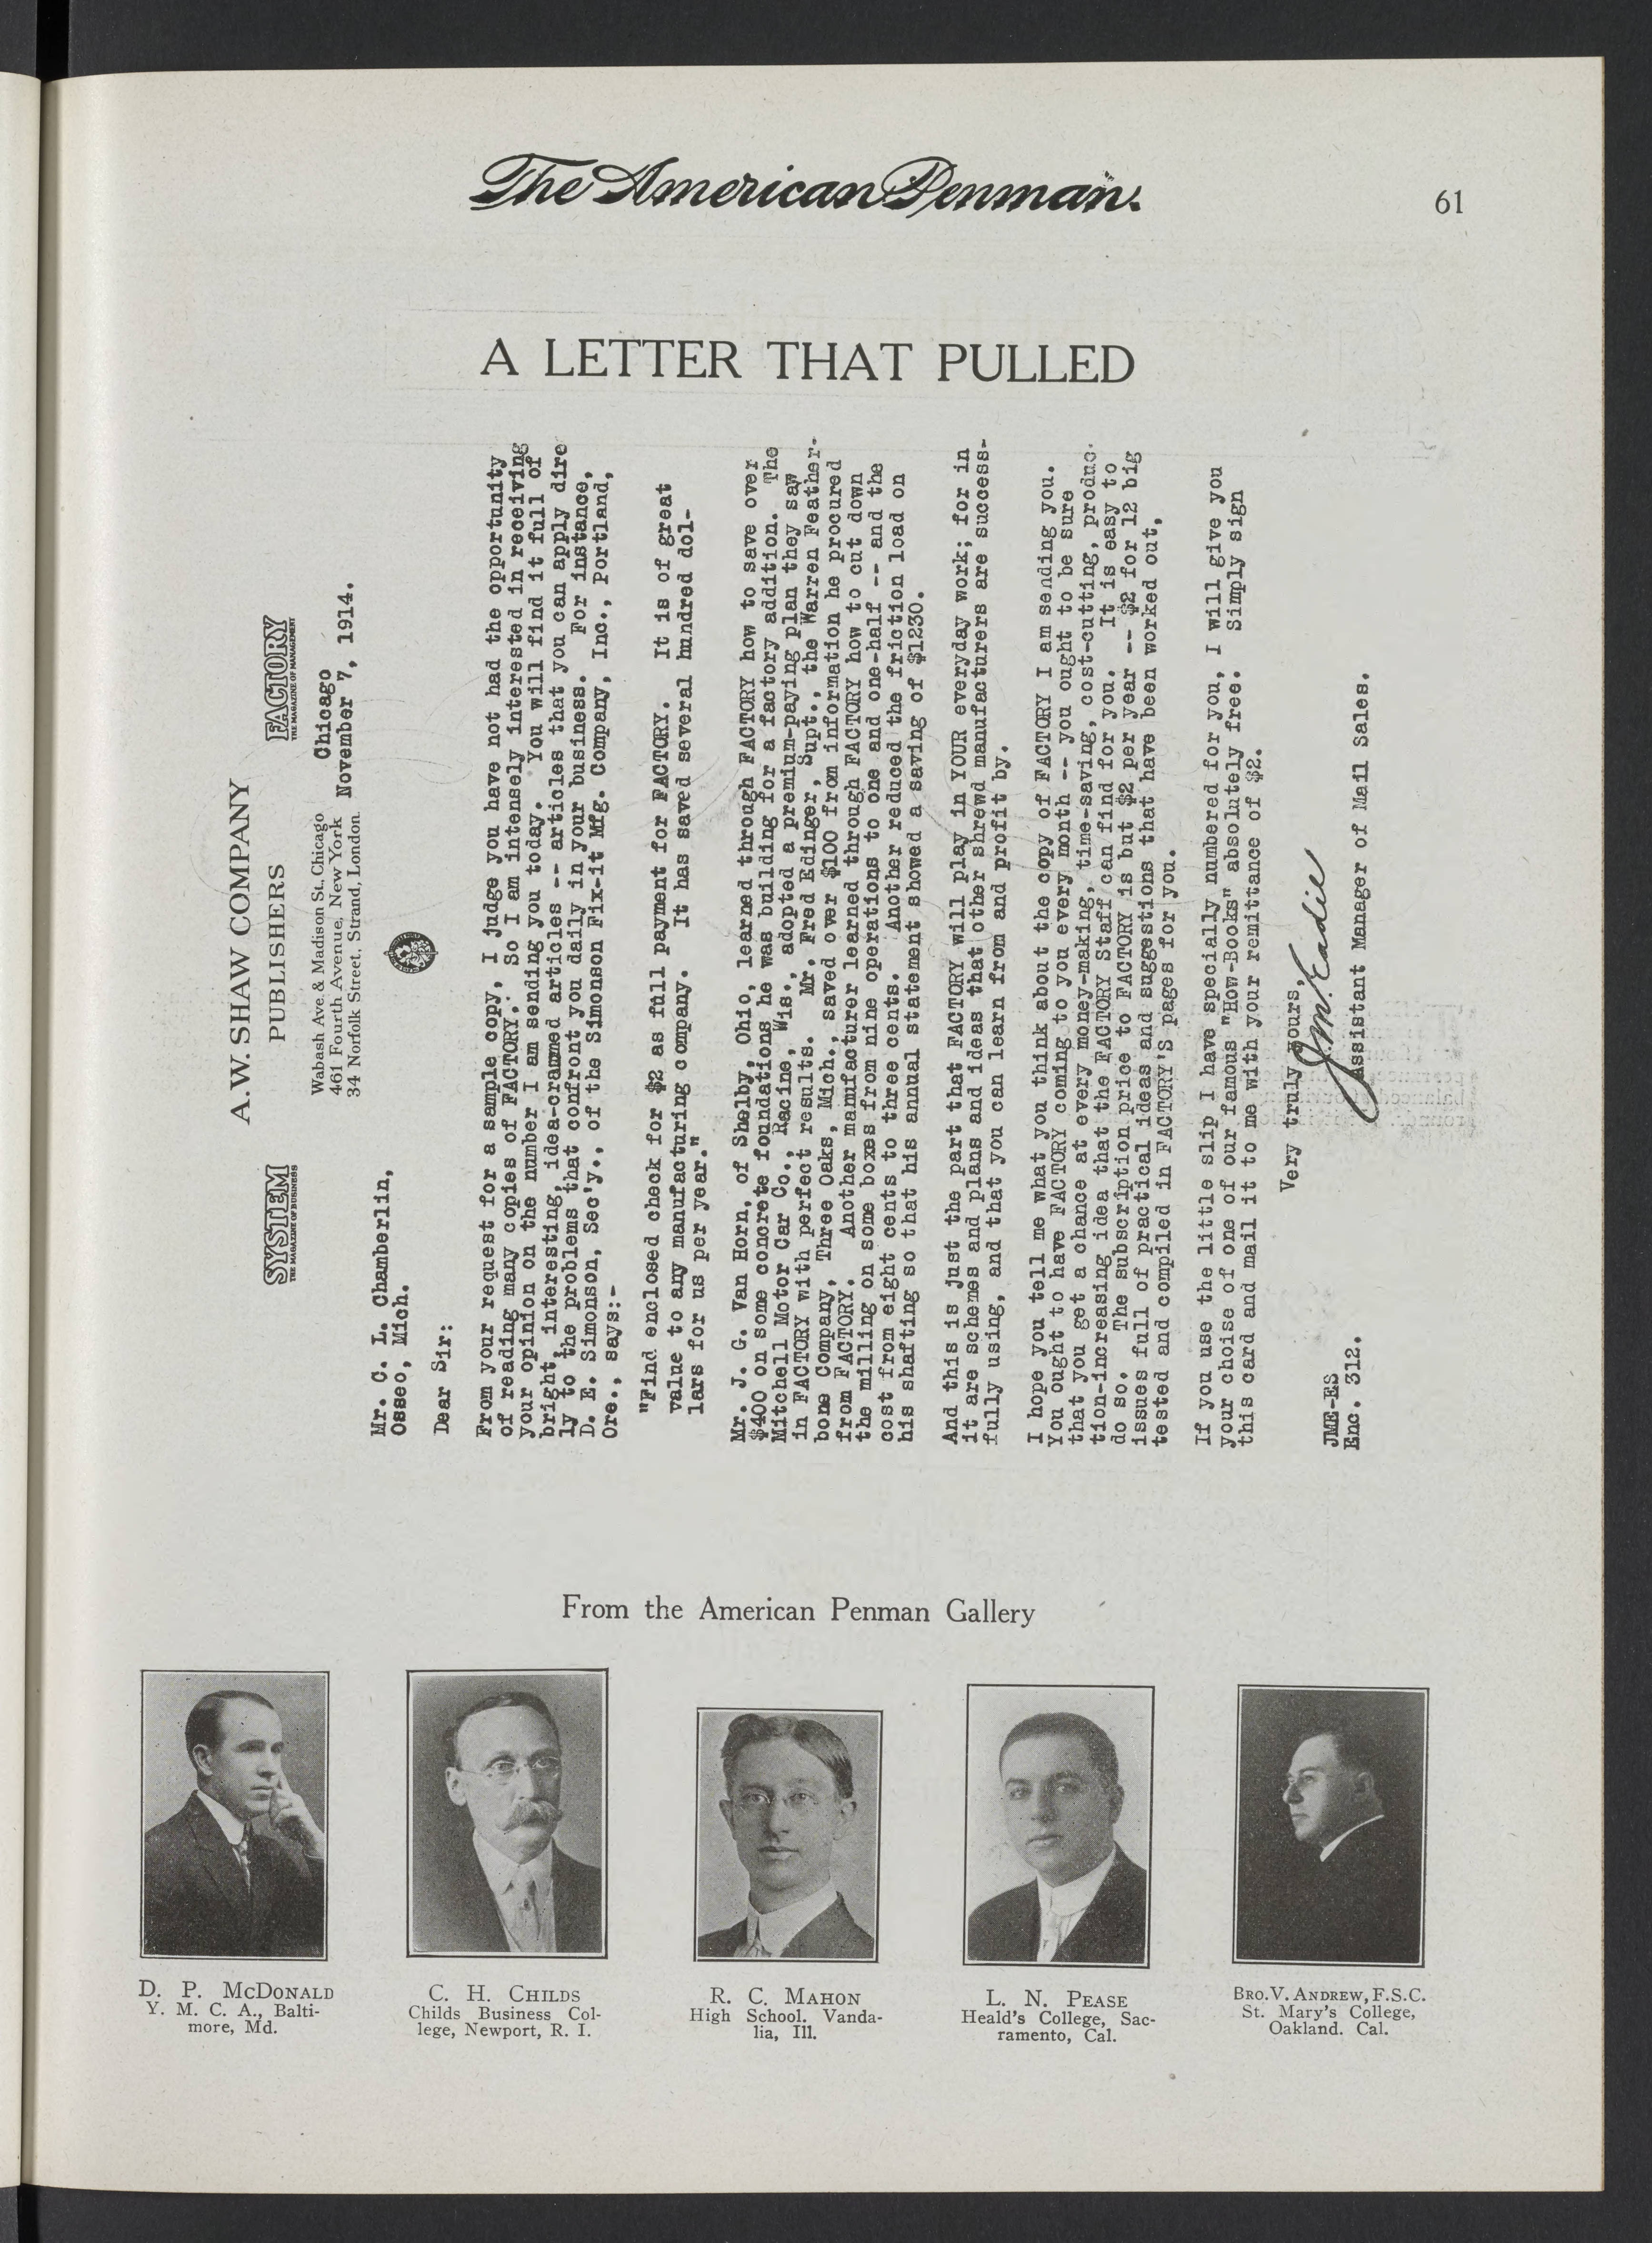 The American Penman.
61
A LETTER THAT PULLED
SYSTEM
THE MAGAZINE OF BUSINESS
A.W. SHAW COMPANY
PUBLISHERS
FACTORY
THE MAGAZINE OF MANAGEMENT
Wabash Ave. & Madison St., Chicago
461 Fourth Avenue, New York
34 Norfolk Street, Strand, London.
Chicago
November 7, 1914.
Mr. C. L. Chamberlin,
Osseo, Mich.
Dear Sir:
From your request for a sample copy, I judge you have not had the opportunity
of reading many copies of FACTORY. So I am intensely interested in receiving
your opinion on the number I am sending you today. You will find it full of
bright, interesting, idea-crammed articles -- articles that you can apply dire
ly to the problems that confront you daily in your business. For instance,
D. E. Simonson, Sec'y., of the Simonson Fix-it Mfg. Company, Inc., Portland,
Ore., says:-
"Find enclosed check for $2 as full payment for FACTORY. It is of great
value to any manufacturing company. It has saved several hundred dol-
lars for us per year."
Mr. J. G. Van Horn, of Shelby, Ohio, learned through FACTORY how to save over
$400 on some concrete foundations he was building for a factory addition. The
Mitchell Motor Car Co., Racine, Wis., adopted a premium-paying plan they saw
in FACTORY with perfect results. Mr. Fred Edinger, Supt., the Warren Feather-
bone Company, Three Oaks, Mich., saved over $100 from information he procured
from FACTORY. Another manufacturer learned through FACTORY how to cut down
the milling on some boxes from nine operations to one and one-half -- and the
cost from eight cents to three cents. Another reduced the friction load on
his shafting so that his annual statement showed a saving of $1230.
And this is just the part that FACTORY will play in YOUR everyday work; for in
it are schemes and plans and ideas that other shrewd manufacturers are success-
fully using, and that you can learn from and profit by.
I hope you tell me what you think about the copy of FACTORY I am sending you.
You ought to have FACTORY coming to you every month -- you ought to be sure
that you get a chance at every money-making, time-saving, cost-cutting, produc-
tion-increasing idea that the FACTORY Staff can find for you. It is easy to
do so. The subscription price to FACTORY is but $2 per year -- $2 for 12 big
issues full of practical ideas and suggestions that have been worked out,
tested and compiled in FACTORY'S pages for you.
If you use the little slip I have specially numbered for you, I will give you
your choise of one of our famous "How-Books" absolutely free. Simply sign
this card and mail it to me with your remittance of $2.
Very truly yours,
J.M. Eadie
Assistant Manager of Mail Sales.
JME-ES
Enc. 312.
From the American Penman Gallery
D. P. McDONALD
Y. M. C. A., Balti-
more, Md.
C. H. CHILDS
Childs Business Col-
lege, Newport, R. I.
R. C. MAHON
High School. Vanda-
lia, Ill.
L. N. PEASE
Heald's College, Sac-
ramento, Cal.
BRO. V. ANDREW, F.S.C.
St. Mary's College,
Oakland. Cal.